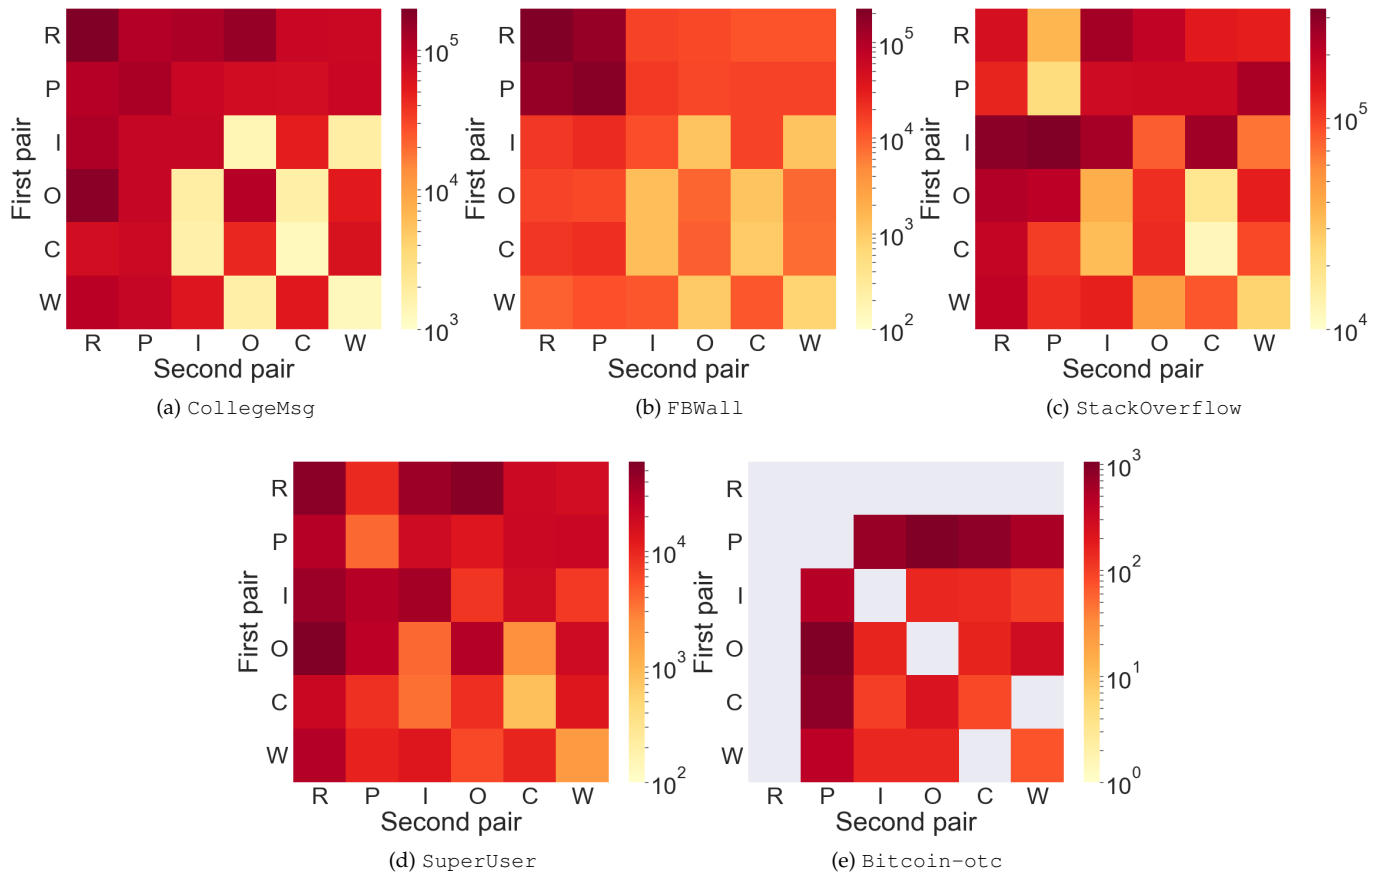 R
P
I
O
C
W
First pair
R P I O C W
Second pair
10^5
10^4
10^3
(a) CollegeMsg
R
P
I
O
C
W
First pair
R P I O C W
Second pair
10^5
10^4
10^3
10^2
(b) FBWall
R
P
I
O
C
W
First pair
R P I O C W
Second pair
10^5
10^4
(c) StackOverflow
R
P
I
O
C
W
First pair
R P I O C W
Second pair
10^4
10^3
10^2
(d) SuperUser
R
P
I
O
C
W
First pair
R P I O C W
Second pair
10^3
10^2
10^1
10^0
(e) Bitcoin-otc